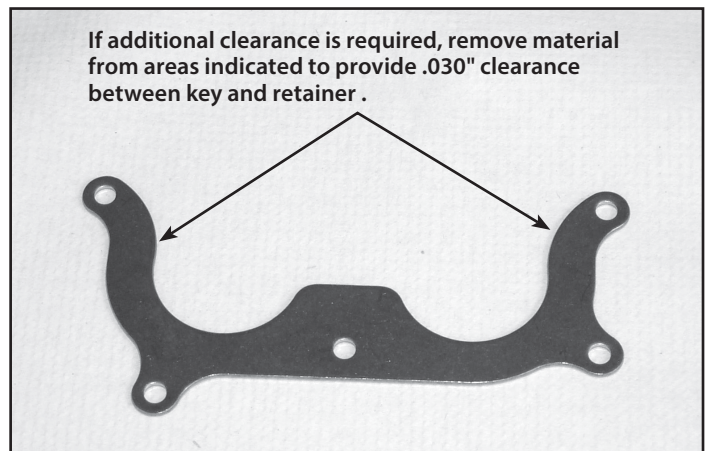 If additional clearance is required, remove material
from areas indicated to provide .030" clearance
between key and retainer .